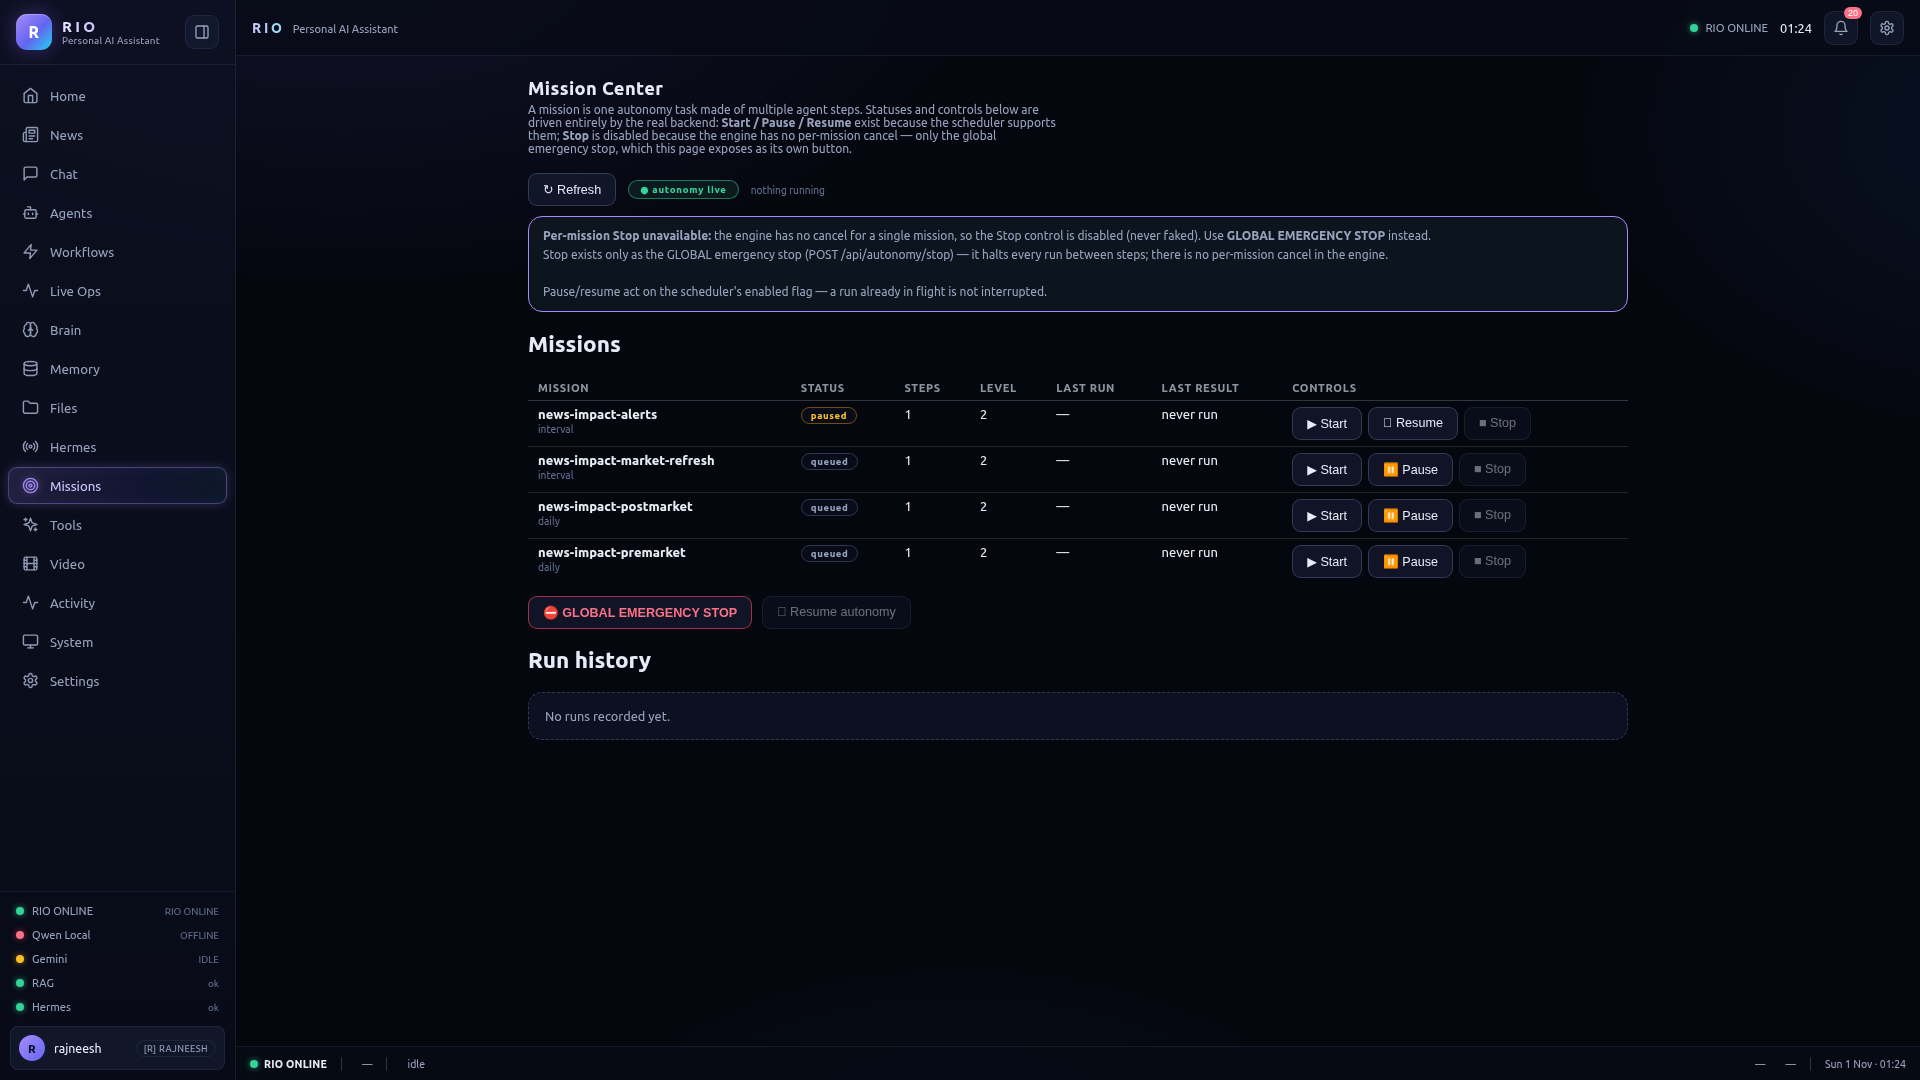 R
RIO
Personal AI Assistant
Home
News
Chat
Agents
Workflows
Live Ops
Brain
Memory
Files
Hermes
Missions
Tools
Video
Activity
System
Settings
RIO ONLINE RIO ONLINE
Qwen Local OFFLINE
Gemini IDLE
RAG ok
Hermes ok
R rajneesh [R] RAJNEESH
RIO Personal AI Assistant
RIO ONLINE 01:24 20
Mission Center
A mission is one autonomy task made of multiple agent steps. Statuses and controls below are
driven entirely by the real backend: Start / Pause / Resume exist because the scheduler supports
them; Stop is disabled because the engine has no per-mission cancel — only the global
emergency stop, which this page exposes as its own button.
↻ Refresh ● autonomy live nothing running
Per-mission Stop unavailable: the engine has no cancel for a single mission, so the Stop control is disabled (never faked). Use GLOBAL EMERGENCY STOP instead.
Stop exists only as the GLOBAL emergency stop (POST /api/autonomy/stop) — it halts every run between steps; there is no per-mission cancel in the engine.
Pause/resume act on the scheduler's enabled flag — a run already in flight is not interrupted.
Missions
MISSION STATUS STEPS LEVEL LAST RUN LAST RESULT CONTROLS
news-impact-alerts paused 1 2 — never run ▶ Start Resume ■ Stop
interval
news-impact-market-refresh queued 1 2 — never run ▶ Start ⏸ Pause ■ Stop
interval
news-impact-postmarket queued 1 2 — never run ▶ Start ⏸ Pause ■ Stop
daily
news-impact-premarket queued 1 2 — never run ▶ Start ⏸ Pause ■ Stop
daily
⛔ GLOBAL EMERGENCY STOP Resume autonomy
Run history
No runs recorded yet.
RIO ONLINE — idle — — Sun 1 Nov · 01:24